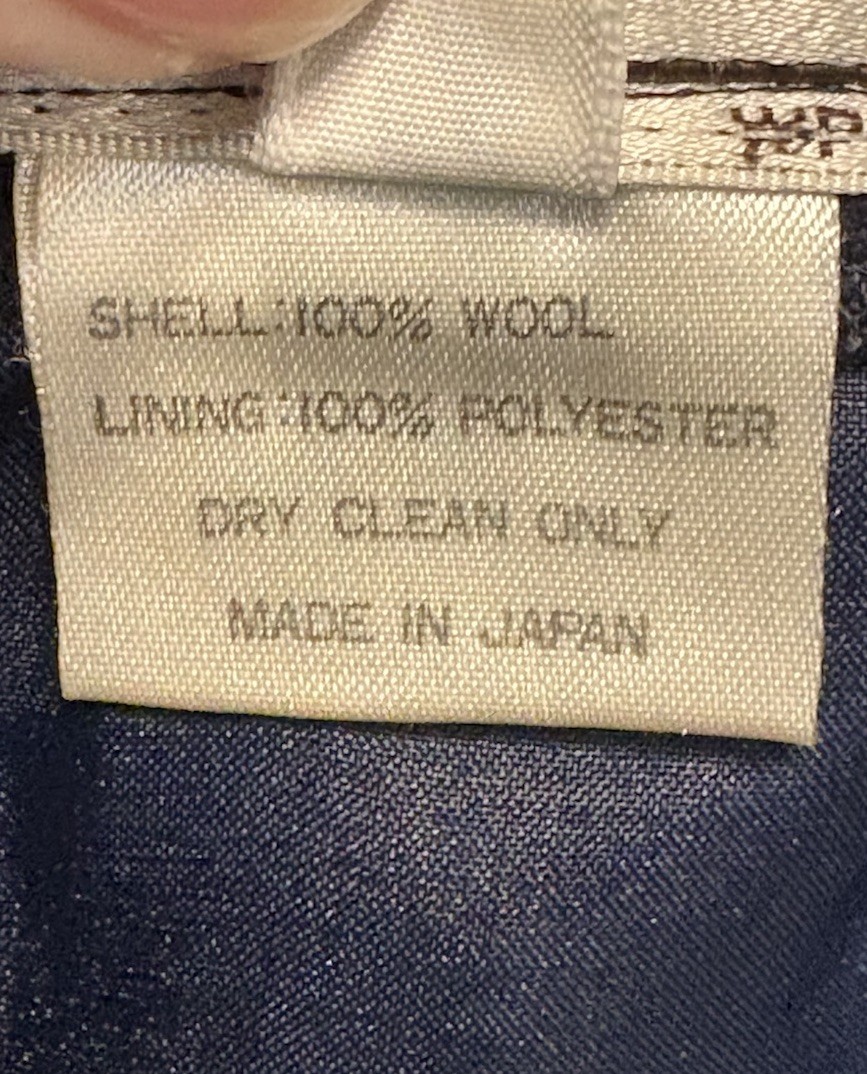 SHELL:100% WOOL
LINING:100% POLYESTER
DRY CLEAN ONLY
MADE IN JAPAN